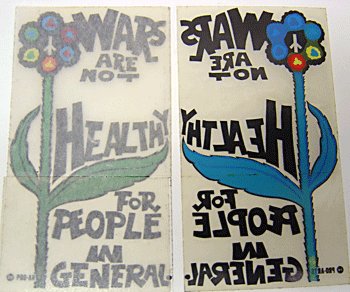 WARS
ARE
NOT
HEALTHY
FOR
PEOPLE
IN
GENERAL.
WARS
ARE
NOT
HEALTHY
FOR
PEOPLE
IN
GENERAL.